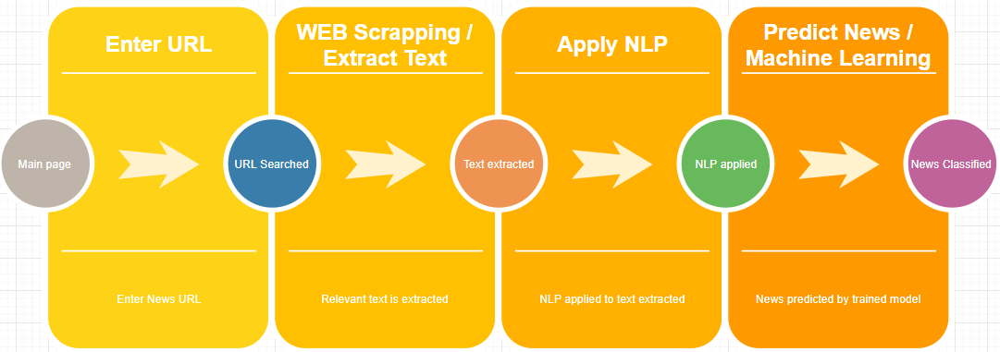 Enter URL
WEB Scrapping /
Extract Text
Apply NLP
Predict News /
Machine Learning
Main page
URL Searched
Text extracted
NLP applied
News Classified
Enter News URL
Relevant text is extracted
NLP applied to text extracted
News predicted by trained model